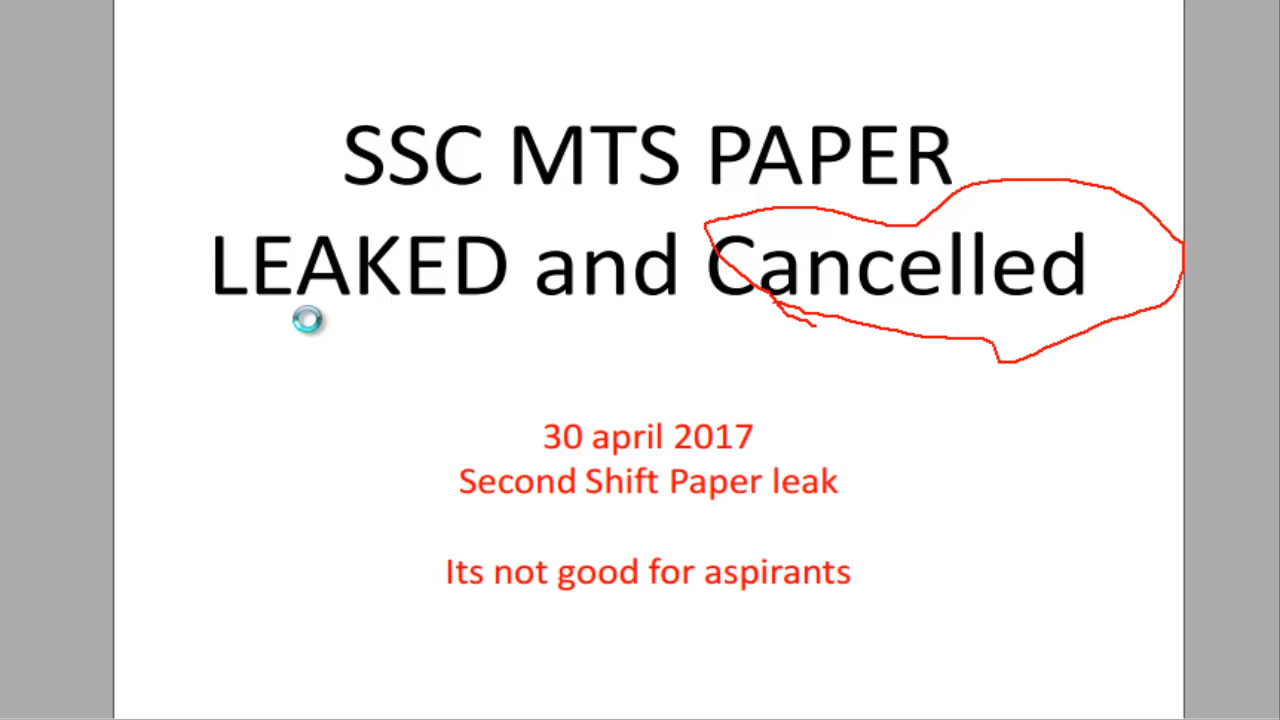 SSC MTS PAPER
LEAKED and Cancelled
30 april 2017
Second Shift Paper leak
Its not good for aspirants